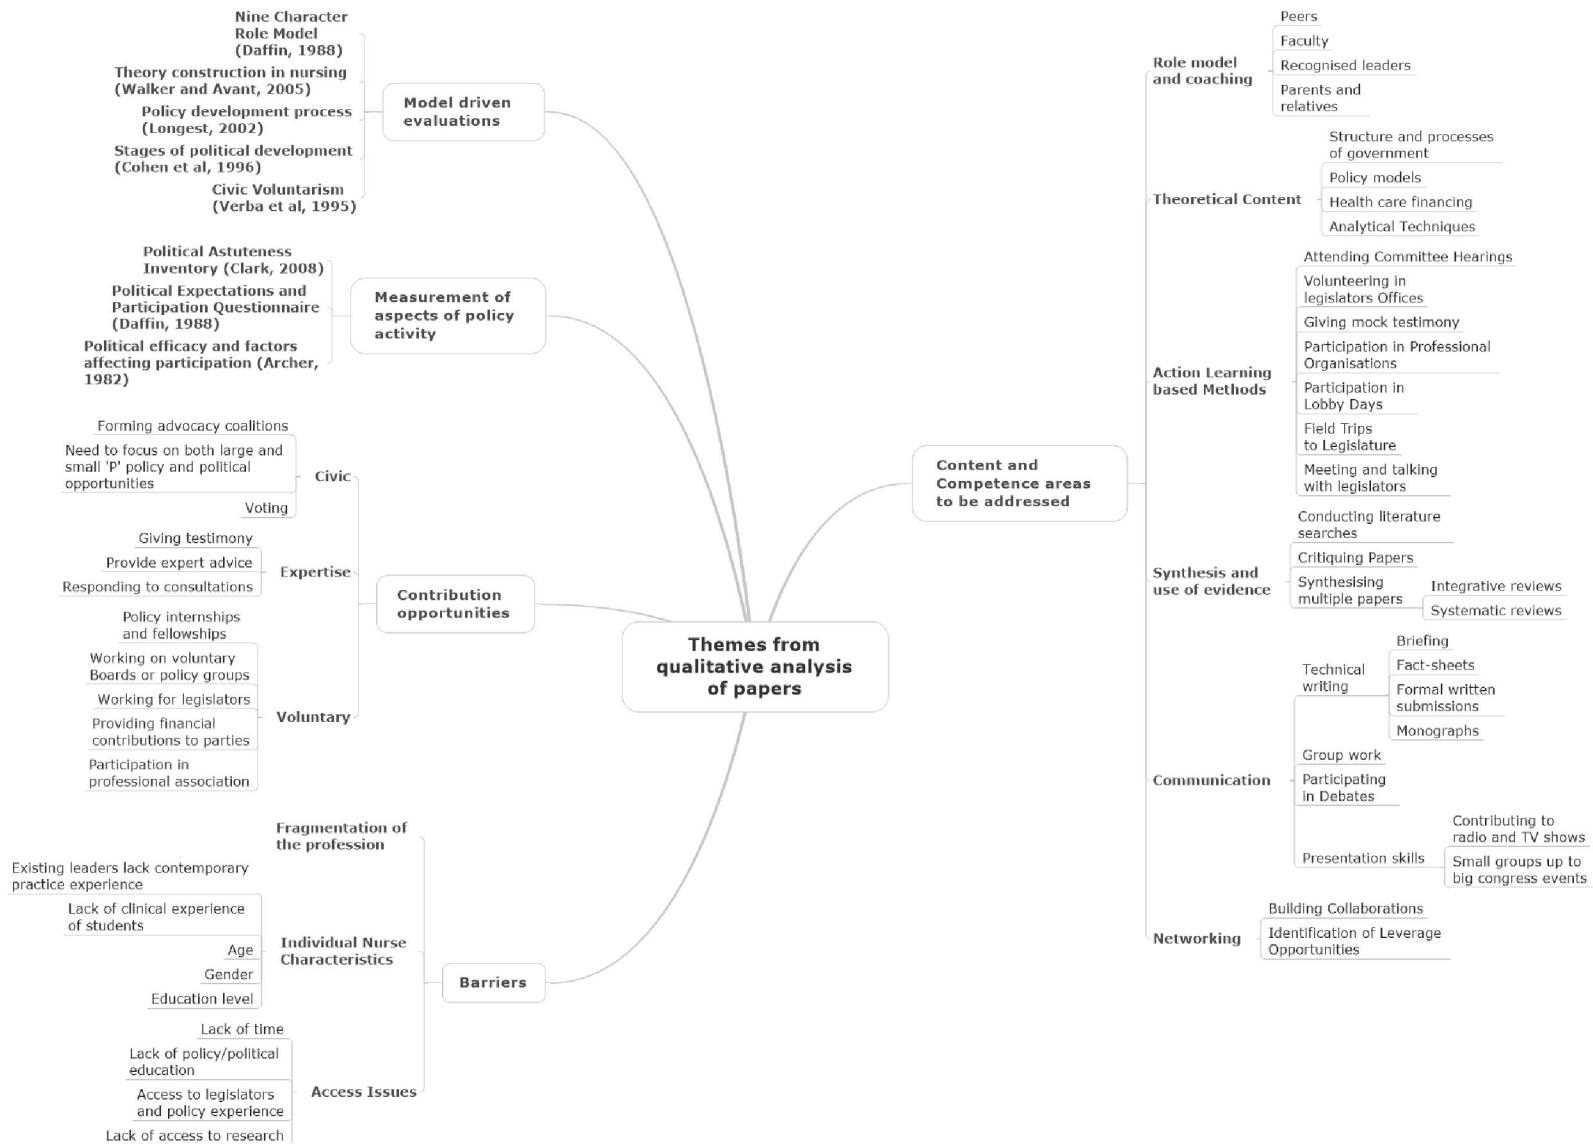 Nine Character
Role Model
(Daffin, 1988)
Theory construction in nursing
(Walker and Avant, 2005)
Policy development process
(Longest, 2002)
Stages of political development
(Cohen et al, 1996)
Civic Voluntarism
(Verba et al, 1995)
Model driven
evaluations
Political Astuteness
Inventory (Clark, 2008)
Political Expectations and
Participation Questionnaire
(Daffin, 1988)
Political efficacy and factors
affecting participation (Archer,
1982)
Measurement of
aspects of policy
activity
Forming advocacy coalitions
Need to focus on both large and
small 'P' policy and political
opportunities
Voting
Civic
Giving testimony
Provide expert advice
Responding to consultations
Expertise
Policy internships
and fellowships
Working on voluntary
Boards or policy groups
Working for legislators
Providing financial
contributions to parties
Participation in
professional association
Voluntary
Contribution
opportunities
Fragmentation of
the profession
Existing leaders lack contemporary
practice experience
Lack of clinical experience
of students
Age
Gender
Education level
Individual Nurse
Characteristics
Lack of time
Lack of policy/political
education
Access to legislators
and policy experience
Lack of access to research
Access Issues
Barriers
Themes from
qualitative analysis
of papers
Content and
Competence areas
to be addressed
Role model
and coaching
Peers
Faculty
Recognised leaders
Parents and
relatives
Theoretical Content
Structure and processes
of government
Policy models
Health care financing
Analytical Techniques
Action Learning
based Methods
Attending Committee Hearings
Volunteering in
legislators Offices
Giving mock testimony
Participation in Professional
Organisations
Participation in
Lobby Days
Field Trips
to Legislature
Meeting and talking
with legislators
Synthesis and
use of evidence
Conducting literature
searches
Critiquing Papers
Synthesising
multiple papers
Integrative reviews
Systematic reviews
Communication
Technical
writing
Briefing
Fact-sheets
Formal written
submissions
Monographs
Group work
Participating
in Debates
Presentation skills
Contributing to
radio and TV shows
Small groups up to
big congress events
Networking
Building Collaborations
Identification of Leverage
Opportunities